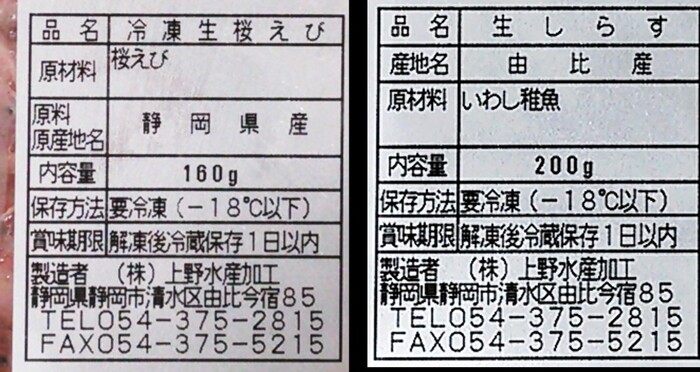 品名 冷凍生桜えび
原材料 桜えび
原料
原産地名 静岡県産
内容量 160g
保存方法 要冷凍(-18℃以下)
賞味期限 解凍後冷蔵保存1日以内
製造者 (株)上野水産加工
静岡県静岡市清水区由比今宿85
TEL054-375-2815
FAX054-375-5215
品名 生しらす
産地名 由比産
原材料 いわし稚魚
内容量 200g
保存方法 要冷凍(-18℃以下)
賞味期限 解凍後冷蔵保存1日以内
製造者 (株)上野水産加工
静岡県静岡市清水区由比今宿85
TEL054-375-2815
FAX054-375-5215